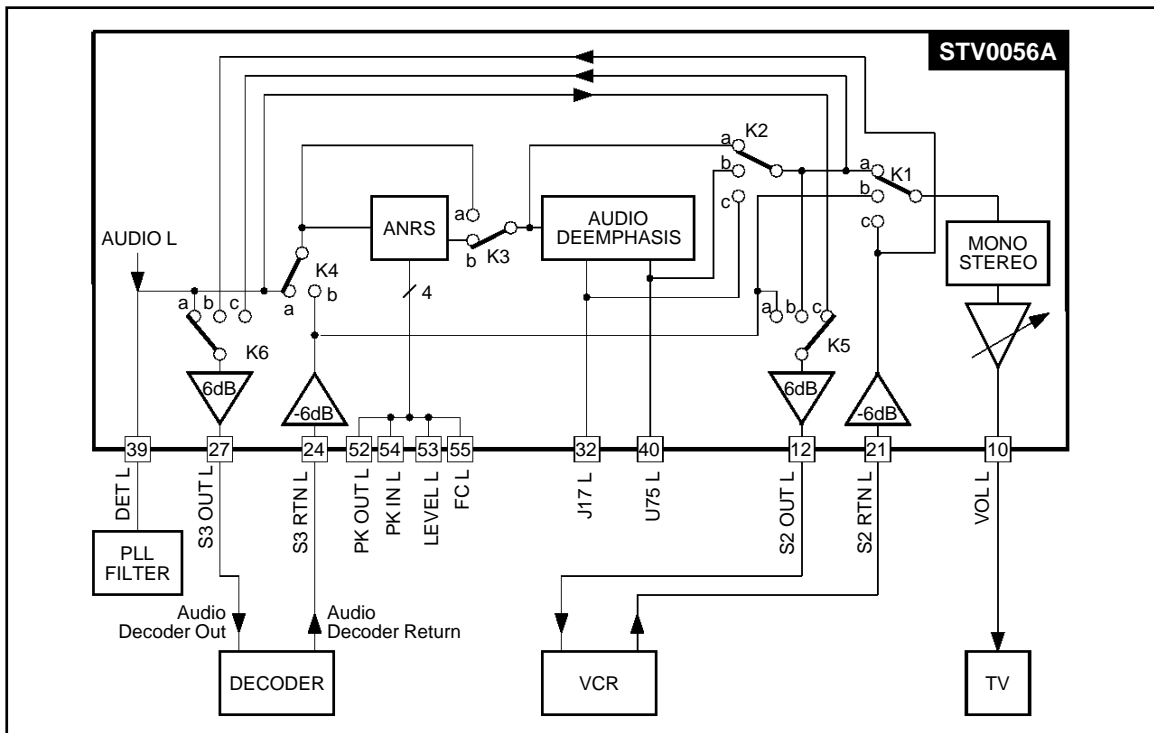 STV0056A
K2
a
b
c
a
K1
b
c
AUDIO L
ANRS
a
b
K3
AUDIO
DEEMPHASIS
MONO
STEREO
K4
a
b
4
a
b
c
K6
a
b
c
K5
6dB
-6dB
6dB
-6dB
39
27
24
52
54
53
55
32
40
12
21
10
DET L
S3 OUT L
S3 RTN L
PK OUT L
PK IN L
LEVEL L
FC L
J17 L
U75 L
S2 OUT L
S2 RTN L
VOL L
PLL
FILTER
Audio
Decoder Out
Audio
Decoder Return
DECODER
VCR
TV